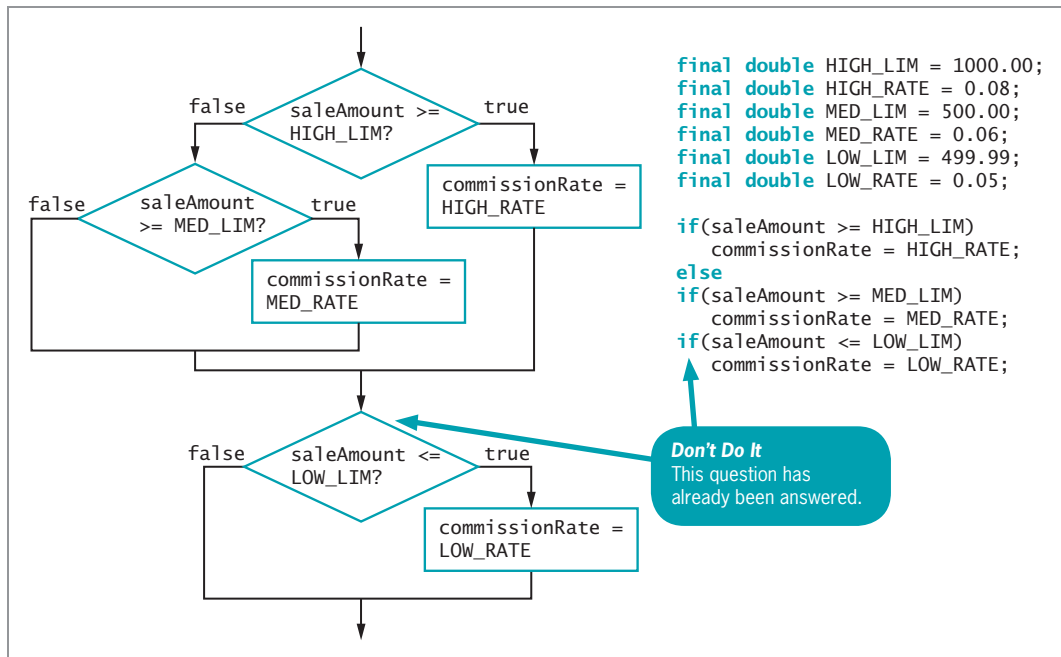 saleAmount >=
HIGH_LIM?
false
true
commissionRate =
HIGH_RATE
saleAmount
>= MED_LIM?
false
true
commissionRate =
MED_RATE
saleAmount <=
LOW_LIM?
false
true
commissionRate =
LOW_RATE
final double HIGH_LIM = 1000.00;
final double HIGH_RATE = 0.08;
final double MED_LIM = 500.00;
final double MED_RATE = 0.06;
final double LOW_LIM = 499.99;
final double LOW_RATE = 0.05;
if(saleAmount >= HIGH_LIM)
commissionRate = HIGH_RATE;
else
if(saleAmount >= MED_LIM)
commissionRate = MED_RATE;
if(saleAmount <= LOW_LIM)
commissionRate = LOW_RATE;
Don't Do It
This question has
already been answered.